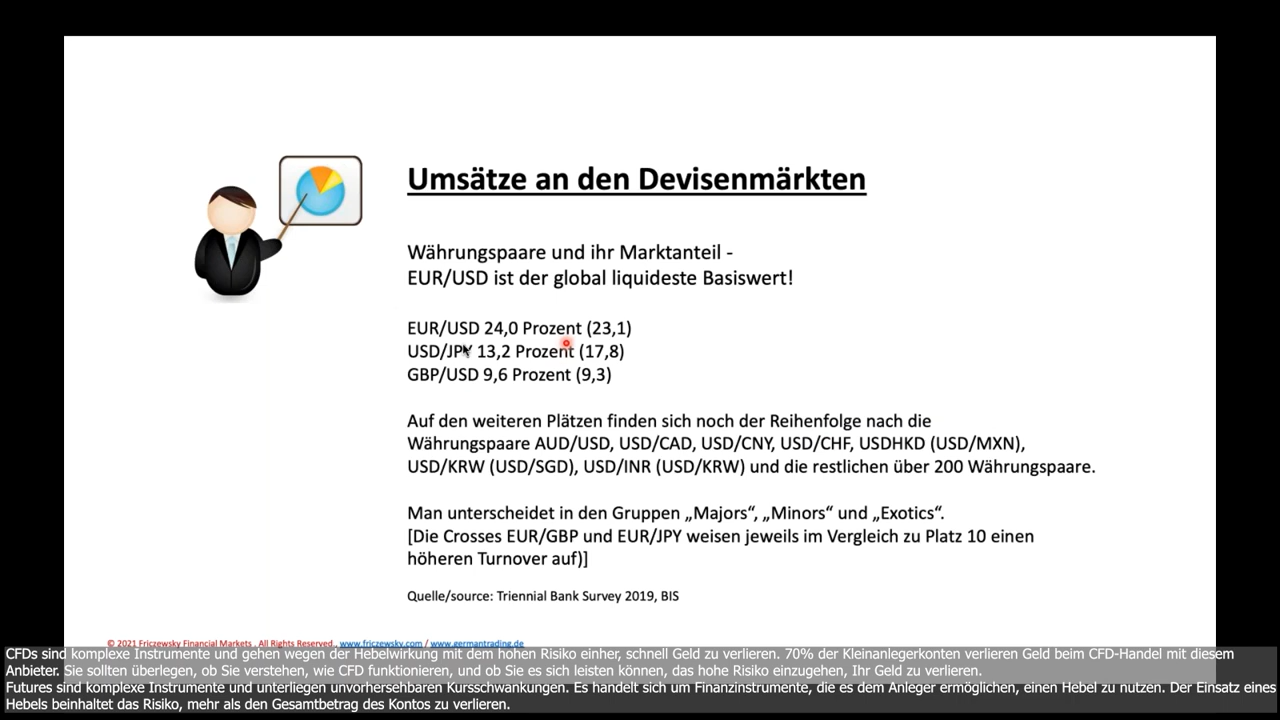 Umsätze an den Devisenmärkten
Währungspaare und ihr Marktanteil -
EUR/USD ist der global liquideste Basiswert!
EUR/USD 24,0 Prozent (23,1)
USD/JPY 13,2 Prozent (17,8)
GBP/USD 9,6 Prozent (9,3)
Auf den weiteren Plätzen finden sich noch der Reihenfolge nach die
Währungspaare AUD/USD, USD/CAD, USD/CNY, USD/CHF, USDHKD (USD/MXN),
USD/KRW (USD/SGD), USD/INR (USD/KRW) und die restlichen über 200 Währungspaare.
Man unterscheidet in den Gruppen „Majors“, „Minors“ und „Exotics“.
[Die Crosses EUR/GBP und EUR/JPY weisen jeweils im Vergleich zu Platz 10 einen
höheren Turnover auf)]
Quelle/source: Triennial Bank Survey 2019, BIS
© 2021 Friczewsky Financial Markets . All Rights Reserved., www.friczewsky.com / www.germantrading.de
CFDs sind komplexe Instrumente und gehen wegen der Hebelwirkung mit dem hohen Risiko einher, schnell Geld zu verlieren. 70% der Kleinanlegerkonten verlieren Geld beim CFD-Handel mit diesem
Anbieter. Sie sollten überlegen, ob Sie verstehen, wie CFD funktionieren, und ob Sie es sich leisten können, das hohe Risiko einzugehen, Ihr Geld zu verlieren.
Futures sind komplexe Instrumente und unterliegen unvorhersehbaren Kursschwankungen. Es handelt sich um Finanzinstrumente, die es dem Anleger ermöglichen, einen Hebel zu nutzen. Der Einsatz eines
Hebels beinhaltet das Risiko, mehr als den Gesamtbetrag des Kontos zu verlieren.